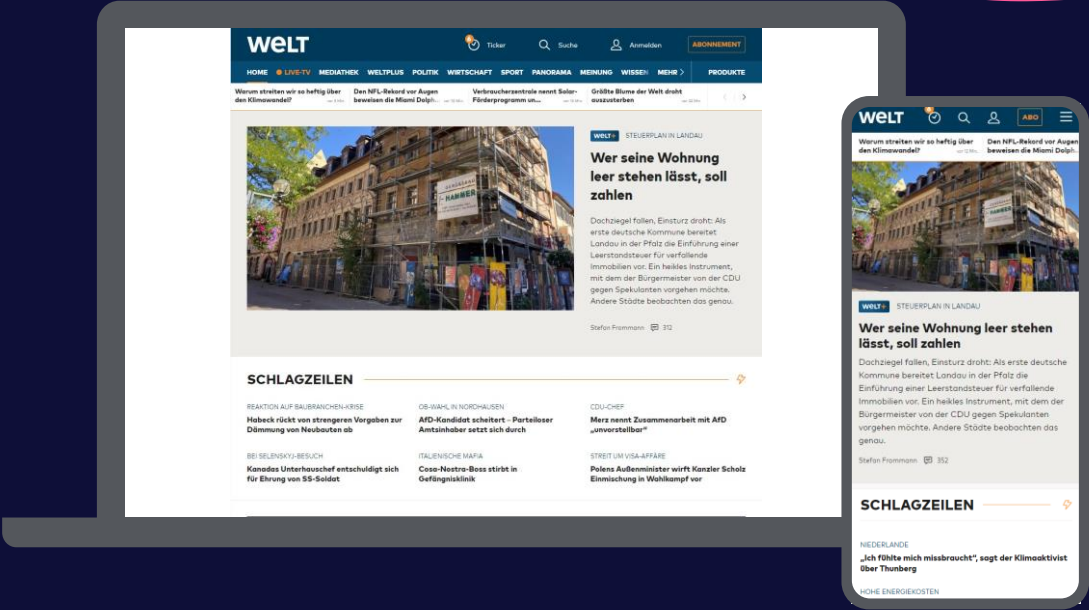 WELT
6
Ticker
Suche
Anmelden
ABONNEMENT
HOME LIVE-TV MEDIATHEK WELTPLUS POLITIK WIRTSCHAFT SPORT PANORAMA MEINUNG WISSEN MEHR PRODUKTE
Warum streiten wir so heftig über
den Klimawandel?
Den NFL-Rekord vor Augen
beweisen die Miami Dolph...
Verbraucherzentrale nennt Solar-
Förderprogramm un...
Größte Blume der Welt droht
auszusterben
HAMMER
WELT+ STEUERPLAN IN LANDAU
Wer seine Wohnung
leer stehen lässt, soll
zahlen
Dachziegel fallen, Einsturz droht: Als
erste deutsche Kommune bereitet
Landau in der Pfalz die Einführung einer
Leerstandsteuer für verfallende
Immobilien vor. Ein heikles Instrument,
mit dem der Bürgermeister von der CDU
gegen Spekulanten vorgehen möchte.
Andere Städte beobachten das genau.
Stefan Frommann 312
SCHLAGZEILEN
REAKTION AUF BAUBRANCHEN-KRISE
Habeck rückt von strengeren Vorgaben zur
Dämmung von Neubauten ab
OB-WAHL IN NORDHAUSEN
AfD-Kandidat scheitert – Parteiloser
Amtsinhaber setzt sich durch
CDU-CHEF
Merz nennt Zusammenarbeit mit AfD
„unvorstellbar“
BEI SELENSKYJ-BESUCH
Kanadas Unterhauschef entschuldigt sich
für Ehrung von SS-Soldat
ITALIENISCHE MAFIA
Cosa-Nostra-Boss stirbt in
Gefängnisklinik
STREIT UM VISA-AFFÄRE
Polens Außenminister wirft Kanzler Scholz
Einmischung in Wahlkampf vor
WELT
ABO
Warum streiten wir so heftig über
den Klimawandel?
Den NFL-Rekord vor Augen
beweisen die Miami Dolph..
HAMMER
WELT+ STEUERPLAN IN LANDAU
Wer seine Wohnung leer stehen
lässt, soll zahlen
Dachziegel fallen, Einsturz droht: Als erste deutsche
Kommune bereitet Landau in der Pfalz die
Einführung einer Leerstandsteuer für verfallende
Immobilien vor. Ein heikles Instrument, mit dem der
Bürgermeister von der CDU gegen Spekulanten
vorgehen möchte. Andere Städte beobachten das
genau.
Stefan Frommann 352
SCHLAGZEILEN
NIEDERLANDE
„Ich fühlte mich missbraucht“, sagt der Klimaaktivist
über Thunberg
HOHE ENERGIEKOSTEN